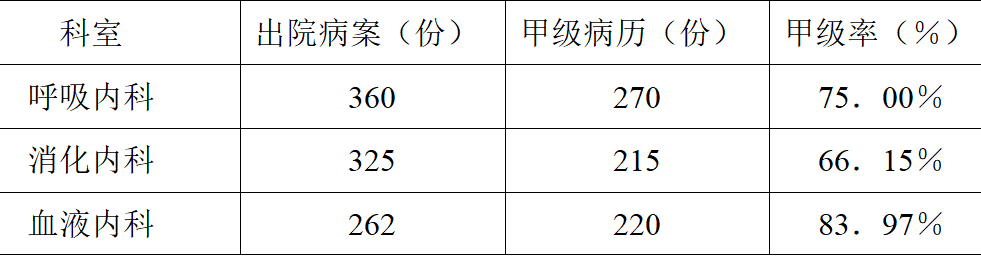 科室 出院病案（份） 甲级病历（份） 甲级率（％）
呼吸内科 360 270 75．00％
消化内科 325 215 66．15％
血液内科 262 220 83．97％